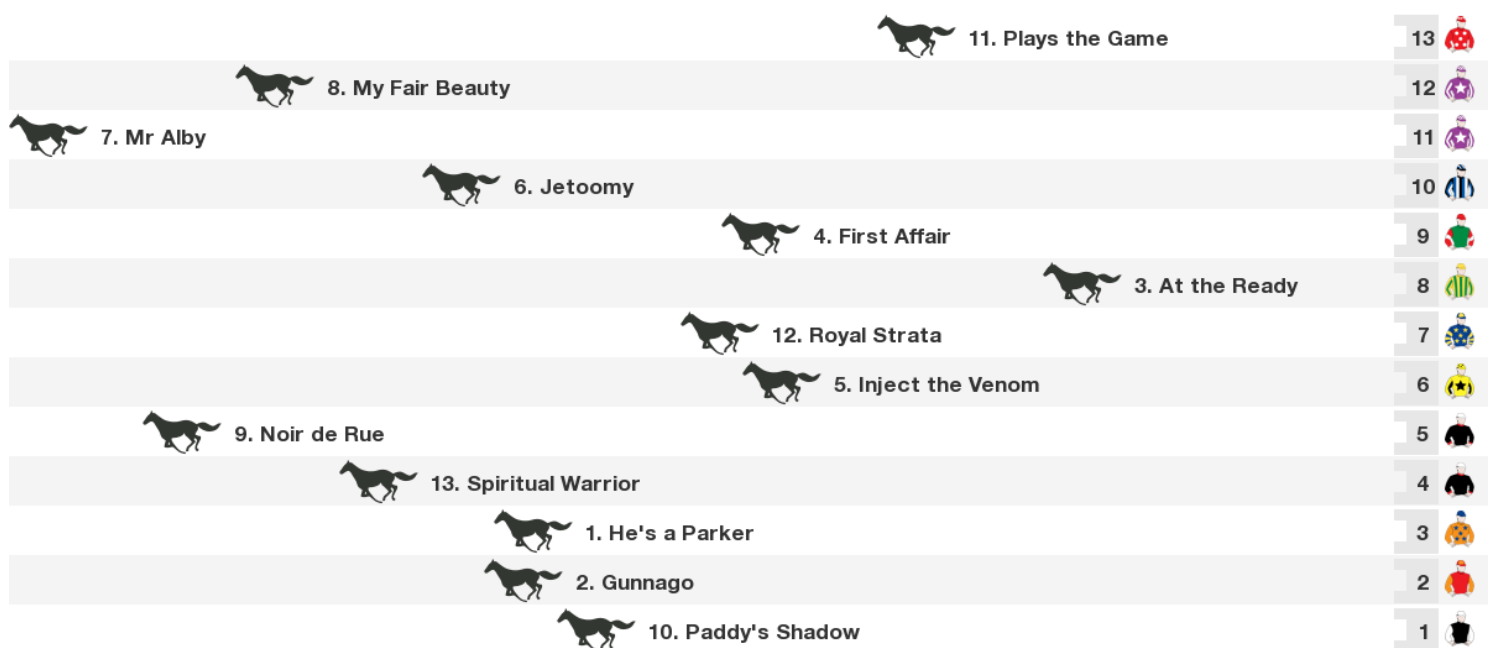 11. Plays the Game 13
8. My Fair Beauty 12
7. Mr Alby 11
6. Jetoomy 10
4. First Affair 9
3. At the Ready 8
12. Royal Strata 7
5. Inject the Venom 6
9. Noir de Rue 5
13. Spiritual Warrior 4
1. He's a Parker 3
2. Gunnago 2
10. Paddy's Shadow 1